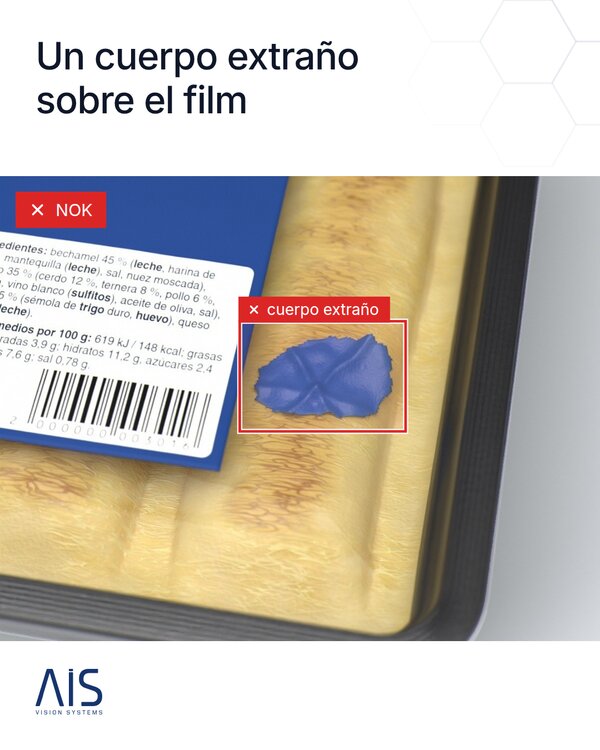 Un cuerpo extraño
sobre el film
✕ NOK
edientes: bechamel 45 % (leche, harina de
mantequilla (leche), sal, nuez moscada),
o 35 % (cerdo 12 %, ternera 8 %, pollo 6 %,
, vino blanco (sulfitos), aceite de oliva, sal),
5 % (sémola de trigo duro, huevo), queso
leche).
medios por 100 g: 619 kJ / 148 kcal: grasas
radas 3,9 g; hidratos 11,2 g, azúcares 2,4
s 7,6 g; sal 0,78 g.
✕ cuerpo extraño
AIS
VISION SYSTEMS